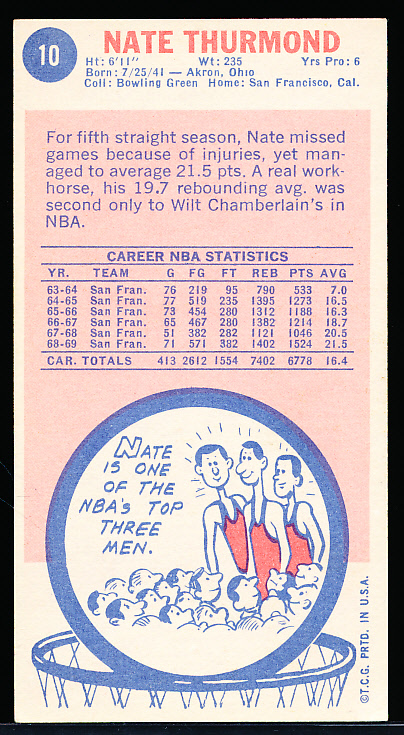 10
NATE THURMOND
Ht: 6'11" Wt: 235 Yrs Pro: 6
Born: 7/25/41 — Akron, Ohio
Coll: Bowling Green Home: San Francisco, Cal.
For fifth straight season, Nate missed
games because of injuries, yet man-
aged to average 21.5 pts. A real work-
horse, his 19.7 rebounding avg. was
second only to Wilt Chamberlain's in
NBA.
CAREER NBA STATISTICS
YR. TEAM G FG FT REB PTS AVG
63-64 San Fran. 76 219 95 790 533 7.0
64-65 San Fran. 77 519 235 1395 1273 16.5
65-66 San Fran. 73 454 280 1312 1188 16.3
66-67 San Fran. 65 467 280 1382 1214 18.7
67-68 San Fran. 51 382 282 1121 1046 20.5
68-69 San Fran. 71 571 382 1402 1524 21.5
CAR. TOTALS 413 2612 1554 7402 6778 16.4
NATE
IS ONE
OF THE
NBA'S TOP
THREE
MEN.
©T.C.G. PRTD. IN U.S.A.